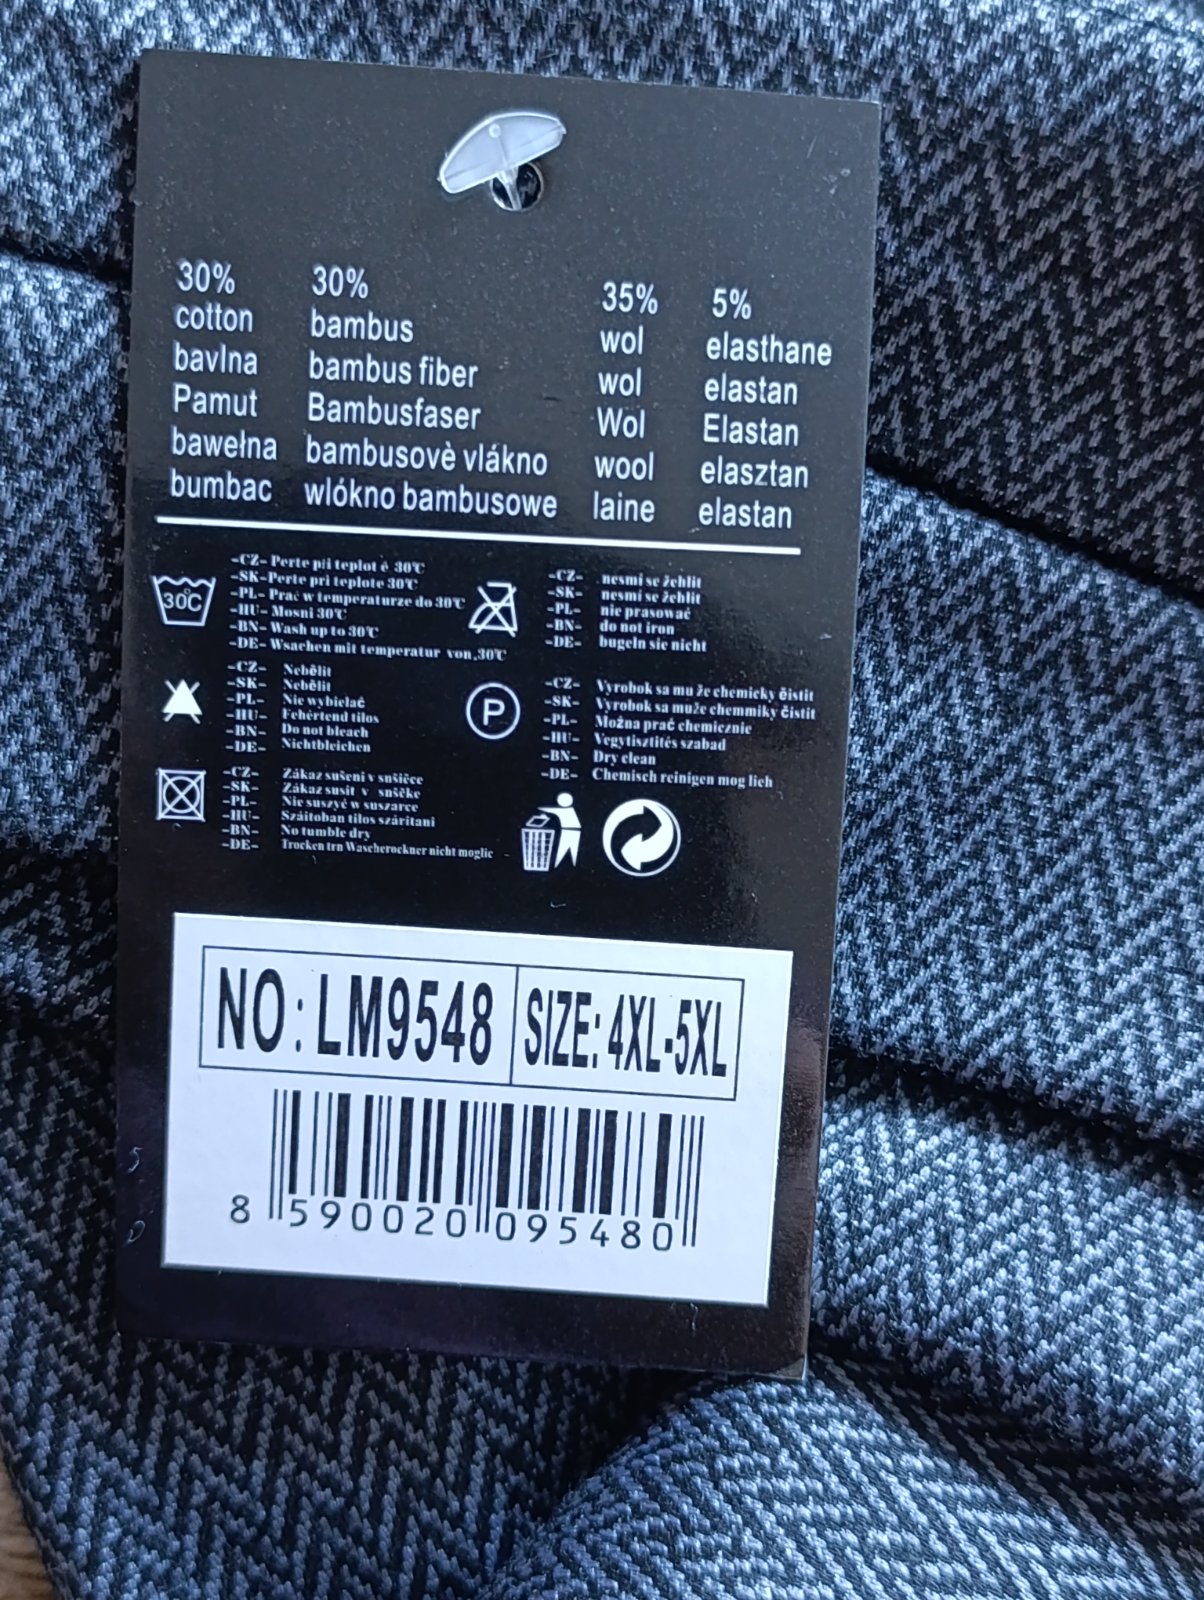 30% 30% 35% 5%
cotton bambus wol elasthane
bavlna bambus fiber wol elastan
Pamut Bambusfaser Wol Elastan
bawełna bambusovè vlákno wool elasztan
bumbac wlókno bambusowe laine elastan
30°C
-CZ- Perte pií teplot é 30℃
-SK- Perte pri teplote 30℃
-PL- Prać w temperaturze do 30℃
-HU- Mosni 30℃
-BN- Wash up to 30℃
-DE- Wsachen mit temperatur von.30℃
-CZ- nesmí se žehlit
-SK- nesmí se žehlit
-PL- nie prasować
-BN- do not iron
-DE- bugeln sie nicht
-CZ- Nebělit
-SK- Nebělit
-PL- Nie wybielać
-HU- Fehértend tilos
-BN- Do not bleach
-DE- Nichtbleichen
P
-CZ- Vyrobok sa mu že chemicky čistit
-SK- Vyrobok sa muže chemmiky čistit
-PL- Można prać chemicznie
-HU- Vegytisztités szabad
-BN- Dry clean
-DE- Chemisch reinigen mog lich
-CZ- Zákaz sušeni v sušičce
-SK- Zákaz susit v sušičke
-PL- Nie suszyć w suszarce
-HU- Száitoban tilos száritani
-BN- No tumble dry
-DE- Trocken trn Wascherockner nicht moglic
NO:LM9548 SIZE:4XL-5XL
8 590020 095480